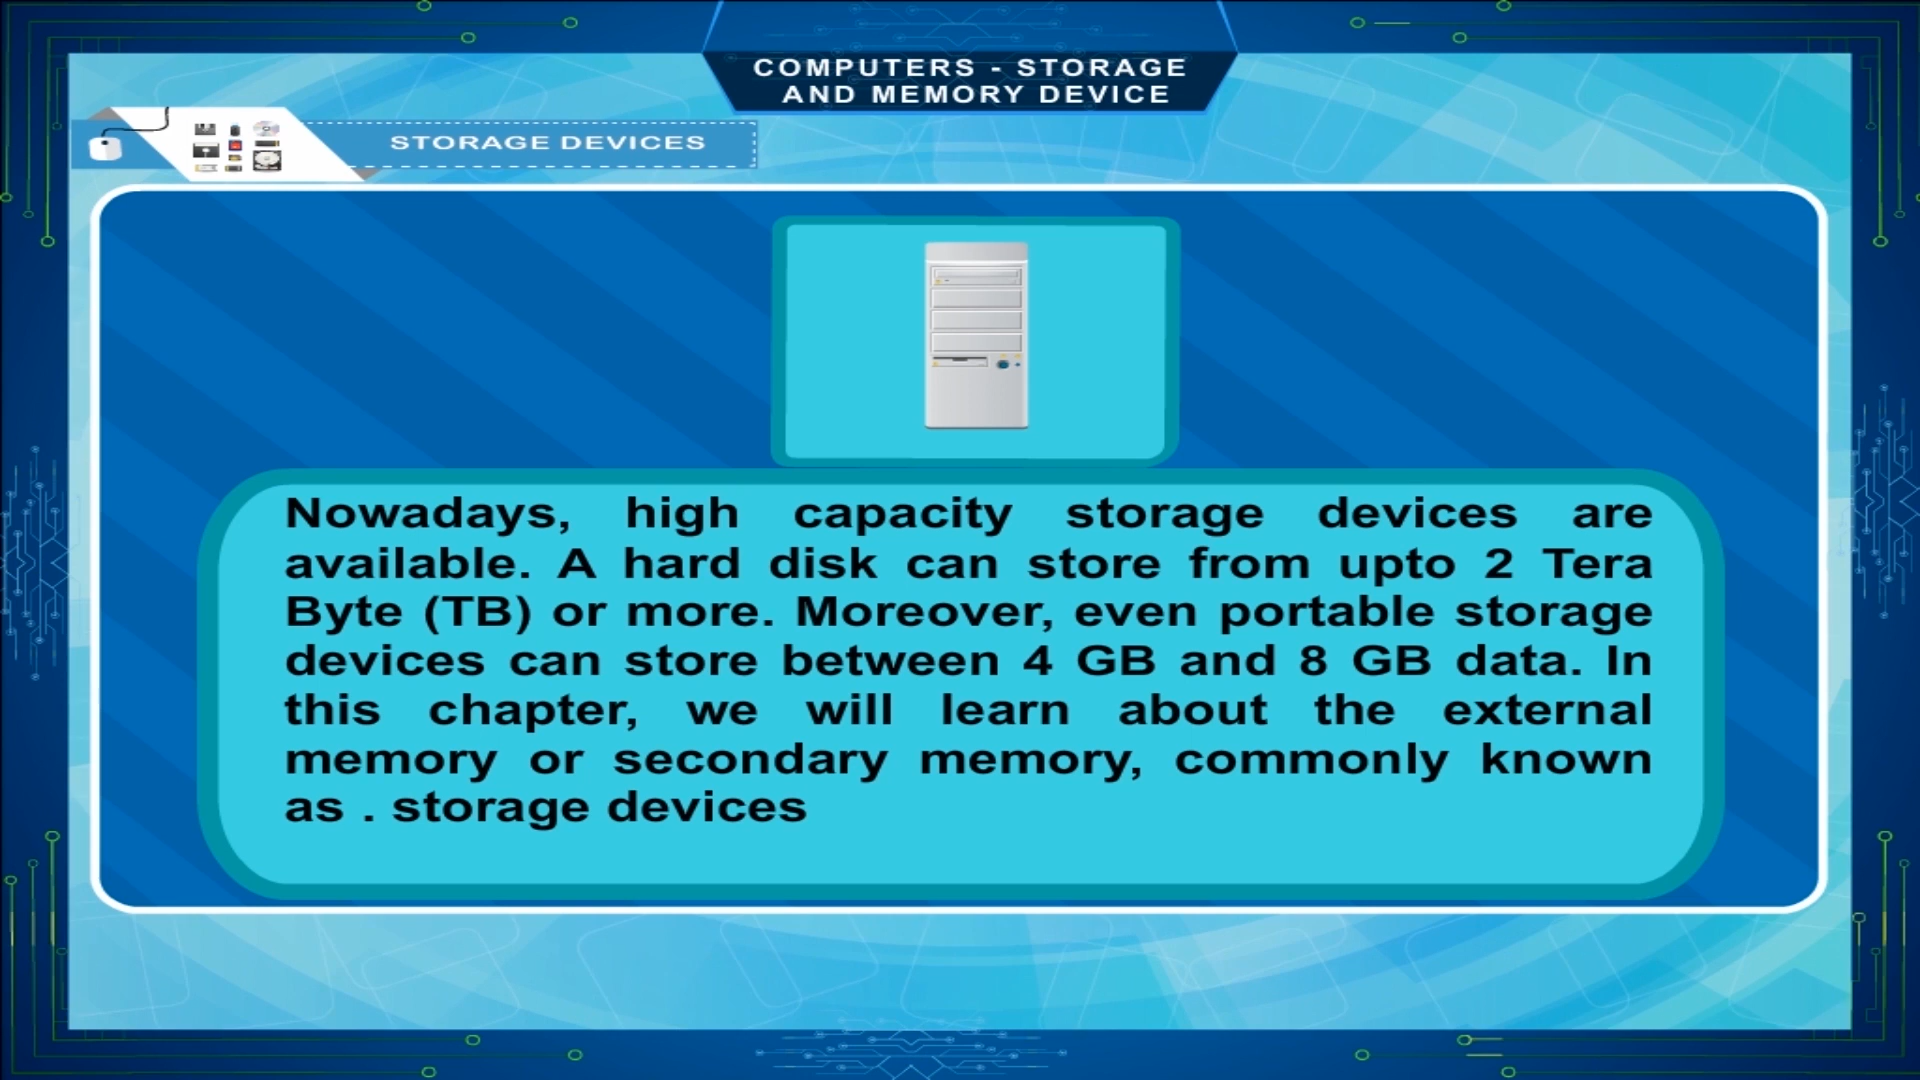 COMPUTERS - STORAGE
AND MEMORY DEVICE
STORAGE DEVICES
Nowadays, high capacity storage devices are
available. A hard disk can store from upto 2 Tera
Byte (TB) or more. Moreover, even portable storage
devices can store between 4 GB and 8 GB data. In
this chapter, we will learn about the external
memory or secondary memory, commonly known
as . storage devices